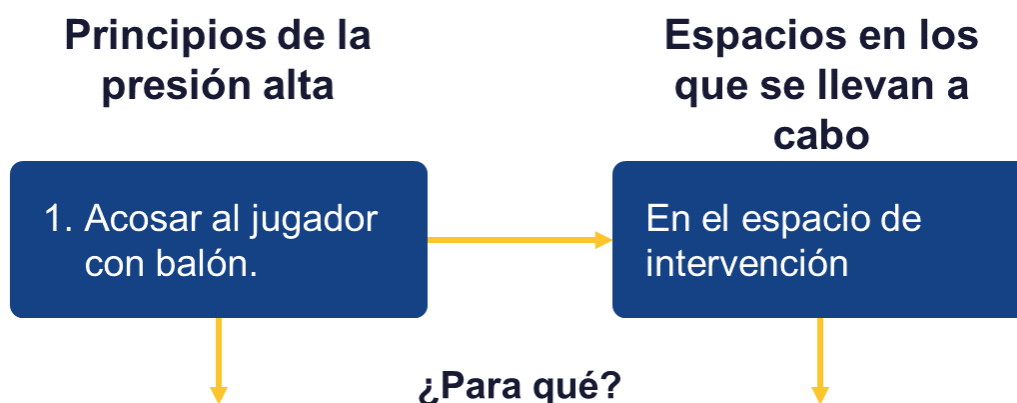 Principios de la
presión alta
Espacios en los
que se llevan a
cabo
1. Acosar al jugador
con balón.
En el espacio de
intervención
¿Para qué?